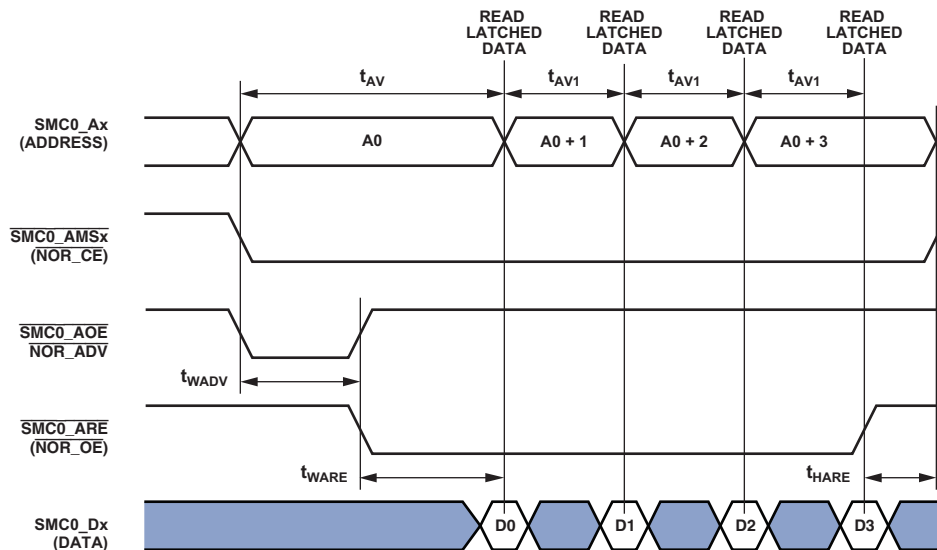 READ LATCHED DATA
READ LATCHED DATA
READ LATCHED DATA
READ LATCHED DATA
tAV
tAV1
tAV1
tAV1
SMC0_Ax
(ADDRESS)
A0
A0 + 1
A0 + 2
A0 + 3
SMC0_AMSx
(NOR_CE)
SMC0_AOE
NOR_ADV
tWADV
SMC0_ARE
(NOR_OE)
tWARE
tHARE
SMC0_Dx
(DATA)
D0
D1
D2
D3